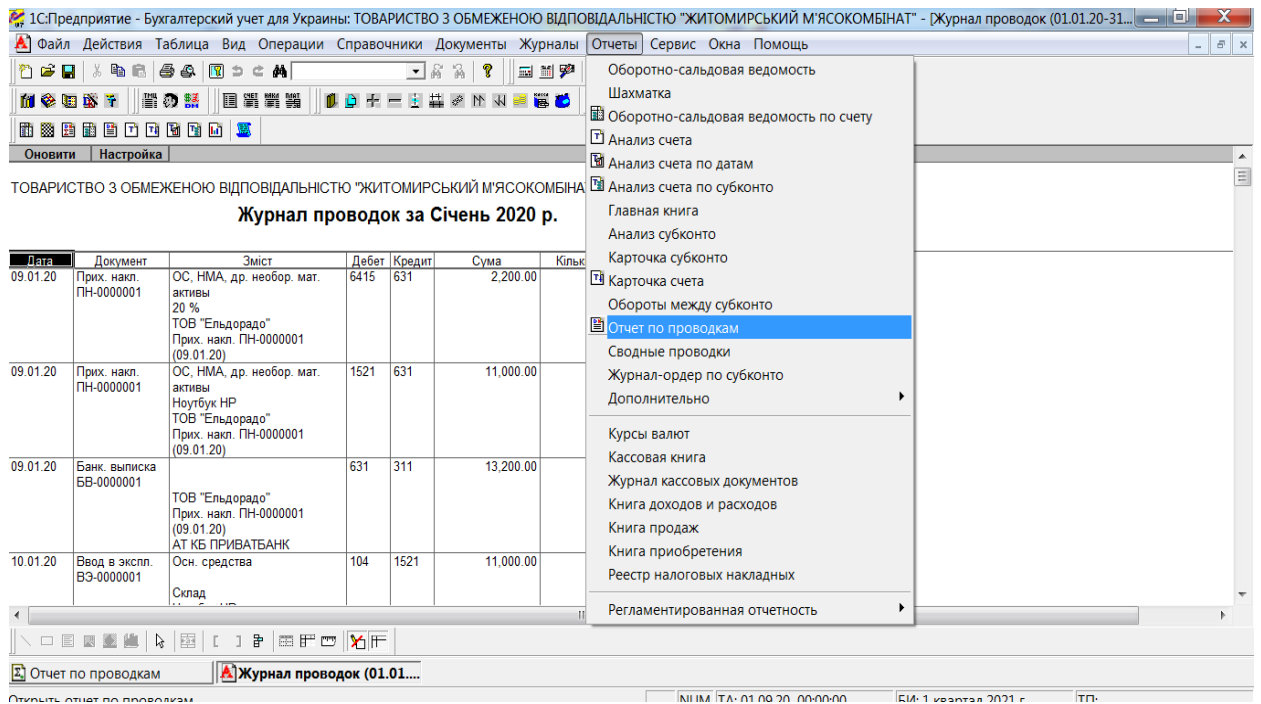 1С:Предприятие - Бухгалтерский учет для Украины: ТОВАРИСТВО З ОБМЕЖЕНОЮ ВІДПОВІДАЛЬНІСТЮ "ЖИТОМИРСЬКИЙ М'ЯСОКОМБІНАТ" - [Журнал проводок (01.01.20-31...
Файл Действия Таблица Вид Операции Справочники Документы Журналы Отчеты Сервис Окна Помощь
Оновити Настройка
ТОВАРИСТВО З ОБМЕЖЕНОЮ ВІДПОВІДАЛЬНІСТЮ "ЖИТОМИРСЬКИЙ М'ЯСОКОМБІНА
Журнал проводок за Січень 2020 р.
Дата Документ Зміст Дебет Кредит Сума Кільк
09.01.20 Прих. накл. ОС, НМА, др. необор. мат. 6415 631 2,200.00
ПН-0000001 активы
20 %
ТОВ "Ельдорадо"
Прих. накл. ПН-0000001
(09.01.20)
09.01.20 Прих. накл. ОС, НМА, др. необор. мат. 1521 631 11,000.00
ПН-0000001 активы
Ноутбук HP
ТОВ "Ельдорадо"
Прих. накл. ПН-0000001
(09.01.20)
09.01.20 Банк. выписка 631 311 13,200.00
БВ-0000001
ТОВ "Ельдорадо"
Прих. накл. ПН-0000001
(09.01.20)
АТ КБ ПРИВАТБАНК
10.01.20 Ввод в экспл. Осн. средства 104 1521 11,000.00
ВЭ-0000001
Склад
Оборотно-сальдовая ведомость
Шахматка
Оборотно-сальдовая ведомость по счету
Анализ счета
Анализ счета по датам
Анализ счета по субконто
Главная книга
Анализ субконто
Карточка субконто
Карточка счета
Обороты между субконто
Отчет по проводкам
Сводные проводки
Журнал-ордер по субконто
Дополнительно
Курсы валют
Кассовая книга
Журнал кассовых документов
Книга доходов и расходов
Книга продаж
Книга приобретения
Реестр налоговых накладных
Регламентированная отчетность
Отчет по проводкам Журнал проводок (01.01....
Открыть отчет по проводкам NUM ТА: 01.09.20 00:00:00 БИ: 1 квартал 2021 г. ТП: